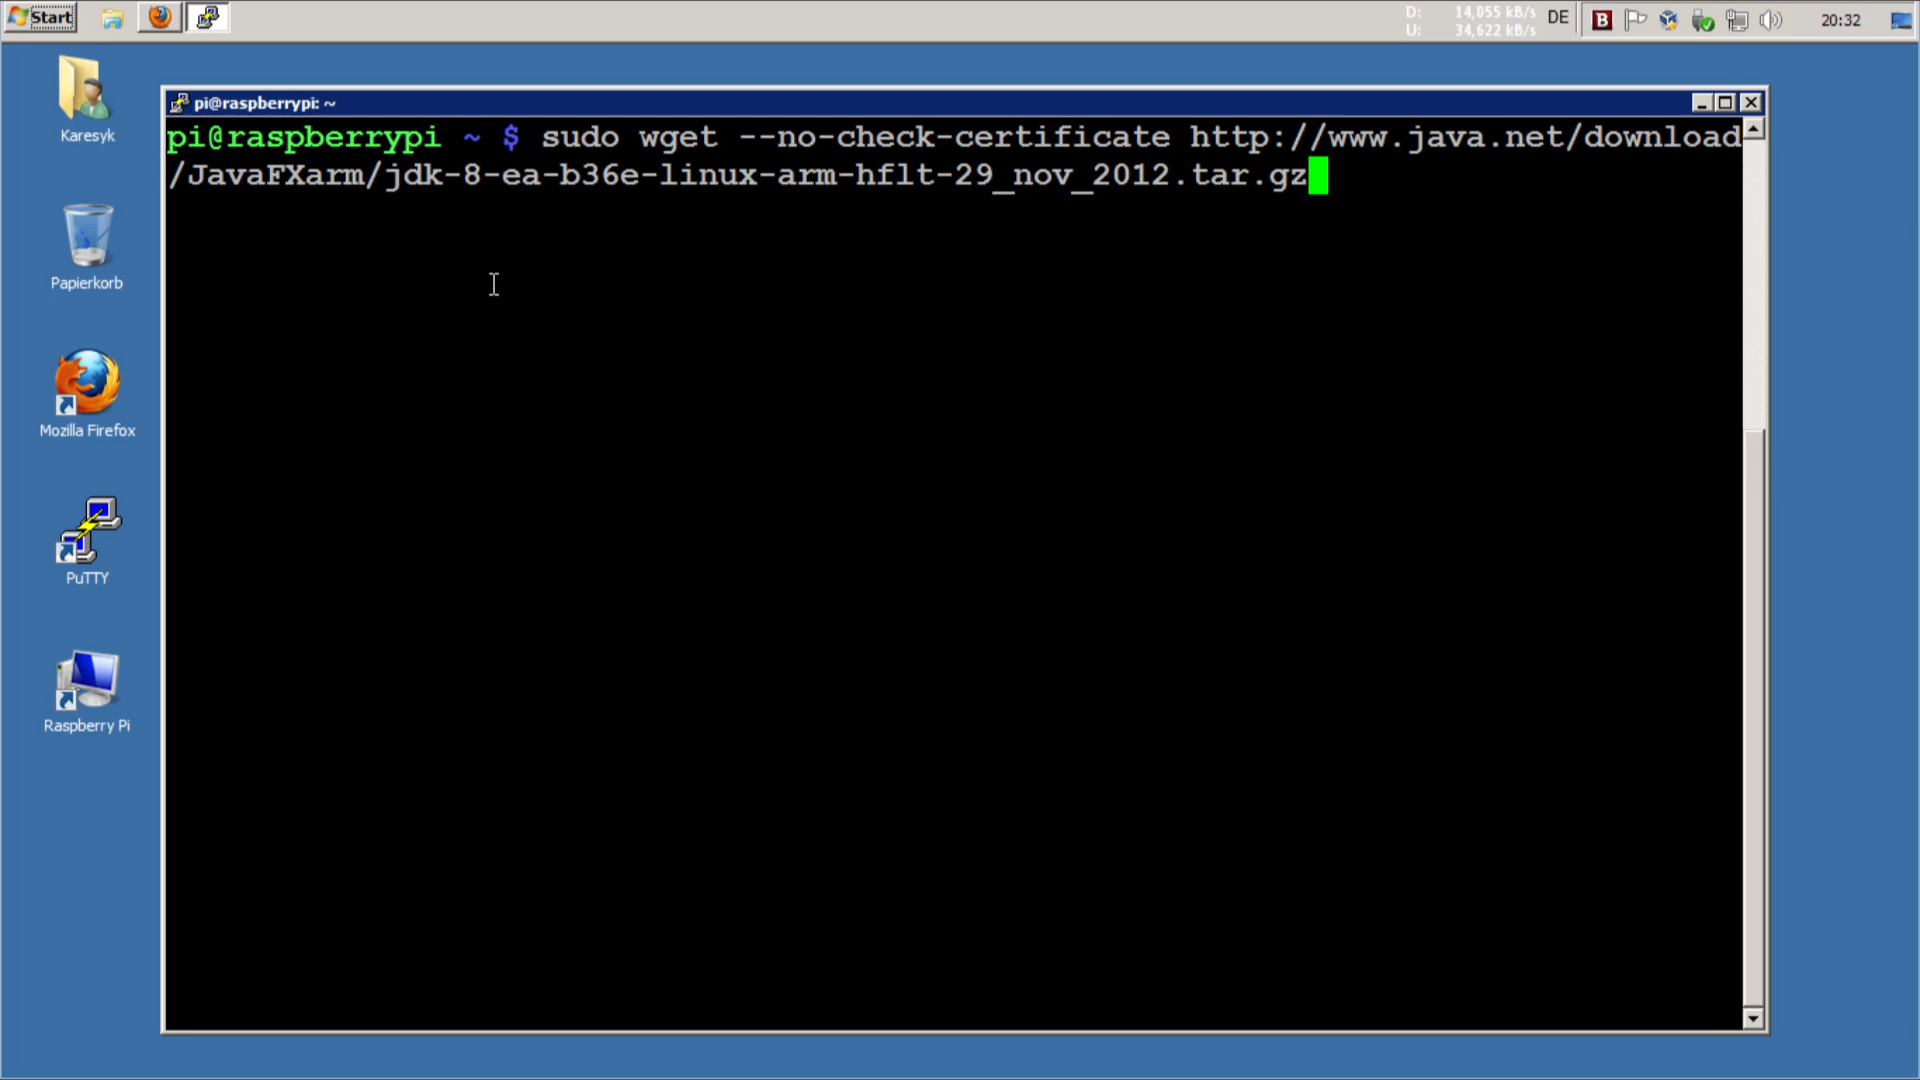 Start
D: 14,055 kB/s
U: 34,622 kB/s
DE
B
20:32
Karesyk
Papierkorb
Mozilla Firefox
PuTTY
Raspberry Pi
pi@raspberrypi: ~
pi@raspberrypi ~ $ sudo wget --no-check-certificate http://www.java.net/download
/JavaFXarm/jdk-8-ea-b36e-linux-arm-hflt-29_nov_2012.tar.gz